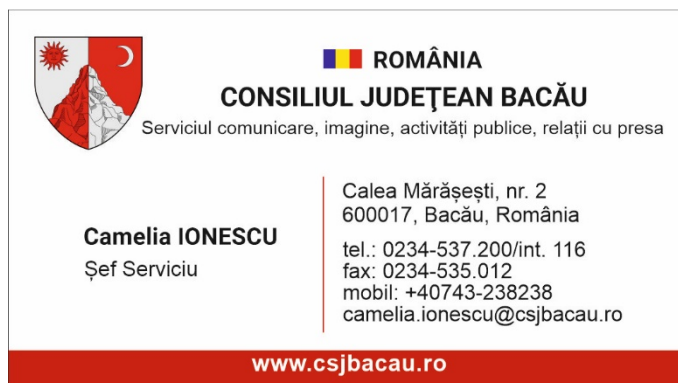 ROMÂNIA
CONSILIUL JUDEŢEAN BACĂU
Serviciul comunicare, imagine, activități publice, relații cu presa
Camelia IONESCU
Șef Serviciu
Calea Mărășești, nr. 2
600017, Bacău, România
tel.: 0234-537.200/int. 116
fax: 0234-535.012
mobil: +40743-238238
camelia.ionescu@csjbacau.ro
www.csjbacau.ro